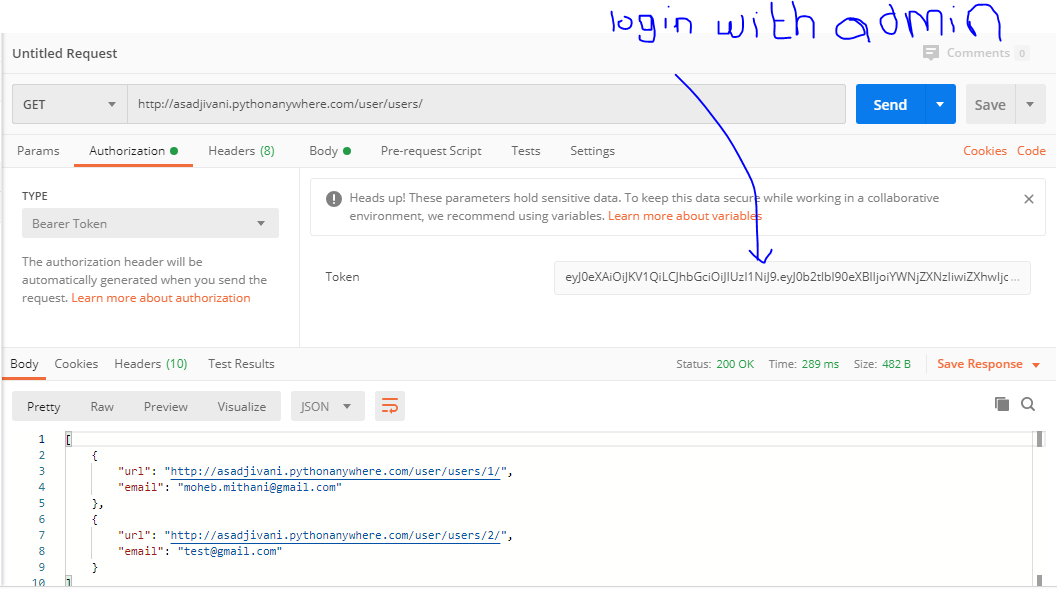 login with admin
Untitled Request
Comments 0
GET http://asadjivani.pythonanywhere.com/user/users/ Send Save
Params Authorization Headers (8) Body Pre-request Script Tests Settings Cookies Code
TYPE
Bearer Token
The authorization header will be
automatically generated when you send the
request. Learn more about authorization
Heads up! These parameters hold sensitive data. To keep this data secure while working in a collaborative
environment, we recommend using variables. Learn more about variables
Token eyJ0eXAiOiJKV1QiLCJhbGciOiJIUzI1NiJ9.eyJ0b2tlbl90eXBlIjoiYWNjZXNzIiwiZXhwIjc ...
Body Cookies Headers (10) Test Results Status: 200 OK Time: 289 ms Size: 482 B Save Response
Pretty Raw Preview Visualize JSON
1 [
2 {
3 "url": "http://asadjivani.pythonanywhere.com/user/users/1/",
4 "email": "moheb.mithani@gmail.com"
5 },
6 {
7 "url": "http://asadjivani.pythonanywhere.com/user/users/2/",
8 "email": "test@gmail.com"
9 }
10 ]